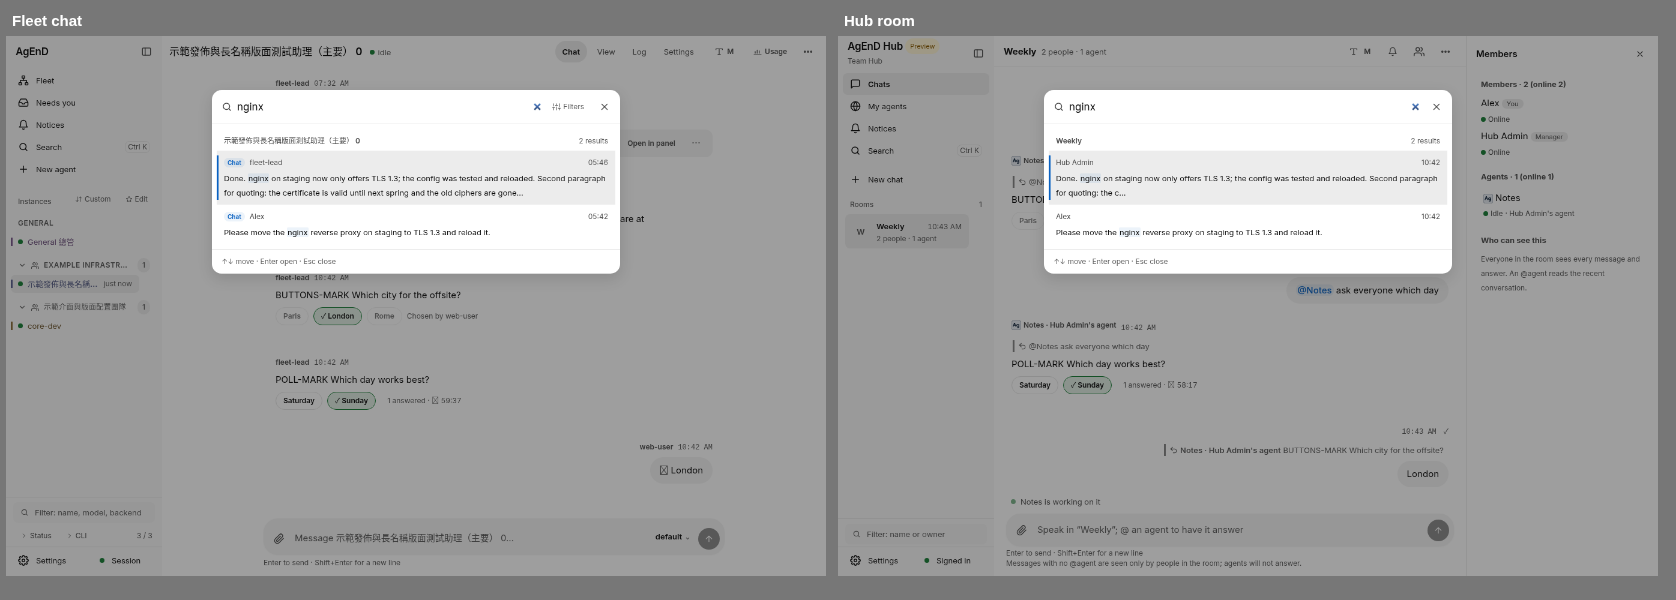 Fleet chat
AgEnD
Fleet
Needs you
Notices
Search Ctrl K
New agent
Instances Custom Edit
GENERAL
General 總管
EXAMPLE INFRASTR... 1
示範發佈與長名稱... just now
示範介面與版面配置團隊 1
core-dev
Filter: name, model, backend
Status CLI 3 / 3
Settings Session
示範發佈與長名稱版面測試助理（主要） 0 Idle
Chat View Log Settings T M Usage
fleet-lead 07:32 AM
Open in panel
nginx
Filters
示範發佈與長名稱版面測試助理（主要） 0 2 results
Chat fleet-lead 05:46
Done. nginx on staging now only offers TLS 1.3; the config was tested and reloaded. Second paragraph
for quoting: the certificate is valid until next spring and the old ciphers are gone...
Chat Alex 05:42
Please move the nginx reverse proxy on staging to TLS 1.3 and reload it.
↑↓ move · Enter open · Esc close
are at
fleet-lead 10:42 AM
BUTTONS-MARK Which city for the offsite?
Paris ✓ London Rome Chosen by web-user
fleet-lead 10:42 AM
POLL-MARK Which day works best?
Saturday ✓ Sunday 1 answered · 59:37
web-user 10:42 AM
London
Message 示範發佈與長名稱版面測試助理（主要） 0...
default
Enter to send · Shift+Enter for a new line
Hub room
AgEnD Hub Preview
Team Hub
Chats
My agents
Notices
Search Ctrl K
New chat
Rooms 1
W Weekly 10:43 AM
2 people · 1 agent
Filter: name or owner
Settings Signed in
Weekly 2 people · 1 agent
T M
Ag Notes
@N
BUTTO
Paris
nginx
Weekly 2 results
Hub Admin 10:42
Done. nginx on staging now only offers TLS 1.3; the config was tested and reloaded. Second paragraph
for quoting: the c...
Alex 10:42
Please move the nginx reverse proxy on staging to TLS 1.3 and reload it.
↑↓ move · Enter open · Esc close
@Notes ask everyone which day
Ag Notes · Hub Admin's agent 10:42 AM
@Notes ask everyone which day
POLL-MARK Which day works best?
Saturday ✓ Sunday 1 answered · 58:17
10:43 AM ✓
Notes · Hub Admin's agent BUTTONS-MARK Which city for the offsite?
London
Notes is working on it
Speak in “Weekly”; @ an agent to have it answer
Enter to send · Shift+Enter for a new line
Messages with no @agent are seen only by people in the room; agents will not answer.
Members
Members · 2 (online 2)
Alex You
Online
Hub Admin Manager
Online
Agents · 1 (online 1)
Ag Notes
Idle · Hub Admin's agent
Who can see this
Everyone in the room sees every message and
answer. An @agent reads the recent
conversation.